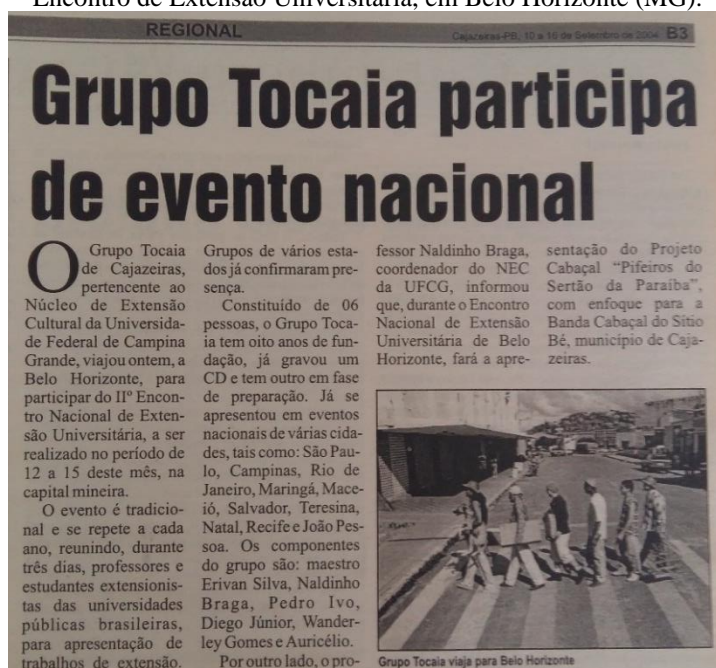 Encontro de Extensão Universitária, em Belo Horizonte (MG).
REGIONAL
Cajazeiras-PB, 10 a 16 de Setembro de 2004 B3
Grupo Tocaia participa
de evento nacional
O Grupo Tocaia
de Cajazeiras,
pertencente ao
Núcleo de Extensão
Cultural da Universida-
de Federal de Campina
Grande, viajou ontem, a
Belo Horizonte, para
participar do IIº Encon-
tro Nacional de Exten-
são Universitária, a ser
realizado no período de
12 a 15 deste mês, na
capital mineira.
O evento é tradicio-
nal e se repete a cada
ano, reunindo, durante
três dias, professores e
estudantes extensionis-
tas das universidades
públicas brasileiras,
para apresentação de
trabalhos de extensão.
Grupos de vários esta-
dos já confirmaram pre-
sença.
Constituído de 06
pessoas, o Grupo Toca-
ia tem oito anos de fun-
dação, já gravou um
CD e tem outro em fase
de preparação. Já se
apresentou em eventos
nacionais de várias cida-
des, tais como: São Pau-
lo, Campinas, Rio de
Janeiro, Maringá, Mace-
ió, Salvador, Teresina,
Natal, Recife e João Pes-
soa. Os componentes
do grupo são: maestro
Erivan Silva, Naldinho
Braga, Pedro Ivo,
Diego Júnior, Wander-
ley Gomes e Auricélio.
Por outro lado, o pro-
fessor Naldinho Braga,
coordenador do NEC
da UFCG, informou
que, durante o Encontro
Nacional de Extensão
Universitária de Belo
Horizonte, fará a apre-
sentação do Projeto
Cabaçal “Pifeiros do
Sertão da Paraíba”,
com enfoque para a
Banda Cabaçal do Sítio
Bé, município de Caja-
zeiras.
Grupo Tocaia viaja para Belo Horizonte